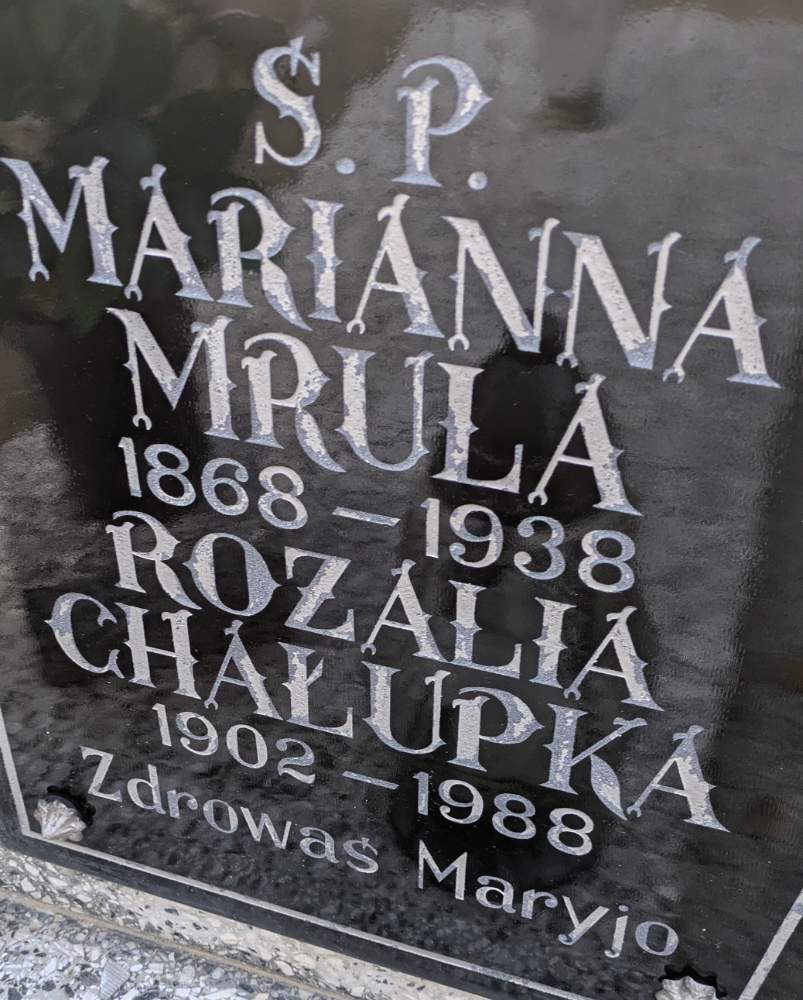 Ś.P.
MARIANNA
MRULA
1868 – 1938
ROZALIA
CHAŁUPKA
1902 – 1988
Zdrowaś Maryjo